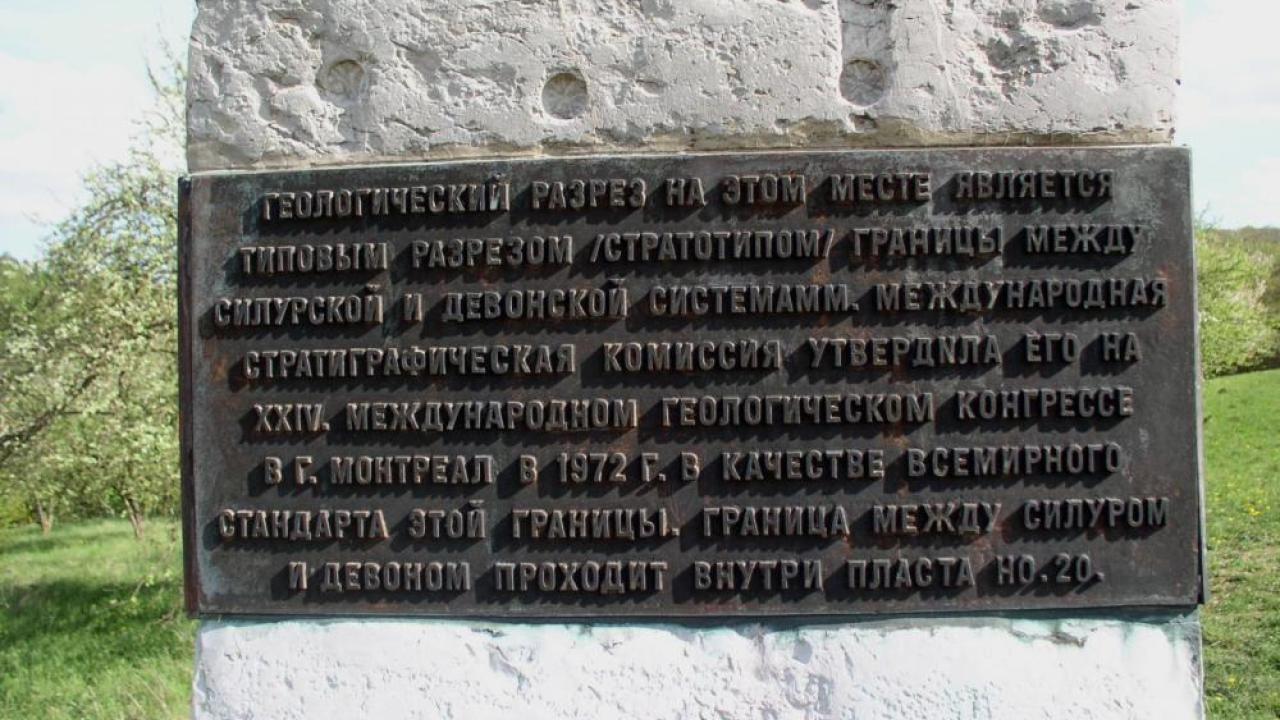 ГЕОЛОГИЧЕСКИЙ РАЗРЕЗ НА ЭТОМ МЕСТЕ ЯВЛЯЕТСЯ
ТИПОВЫМ РАЗРЕЗОМ /СТРАТОТИПОМ/ ГРАНИЦЫ МЕЖДУ
СИЛУРСКОЙ И ДЕВОНСКОЙ СИСТЕМАММ. МЕЖДУНАРОДНАЯ
СТРАТИГРАФИЧЕСКАЯ КОМИССИЯ УТВЕРДИЛА ЕГО НА
XXIV. МЕЖДУНАРОДНОМ ГЕОЛОГИЧЕСКОМ КОНГРЕССЕ
В Г. МОНТРЕАЛ В 1972 Г. В КАЧЕСТВЕ ВСЕМИРНОГО
СТАНДАРТА ЭТОЙ ГРАНИЦЫ. ГРАНИЦА МЕЖДУ СИЛУРОМ
И ДЕВОНОМ ПРОХОДИТ ВНУТРИ ПЛАСТА НО. 20.